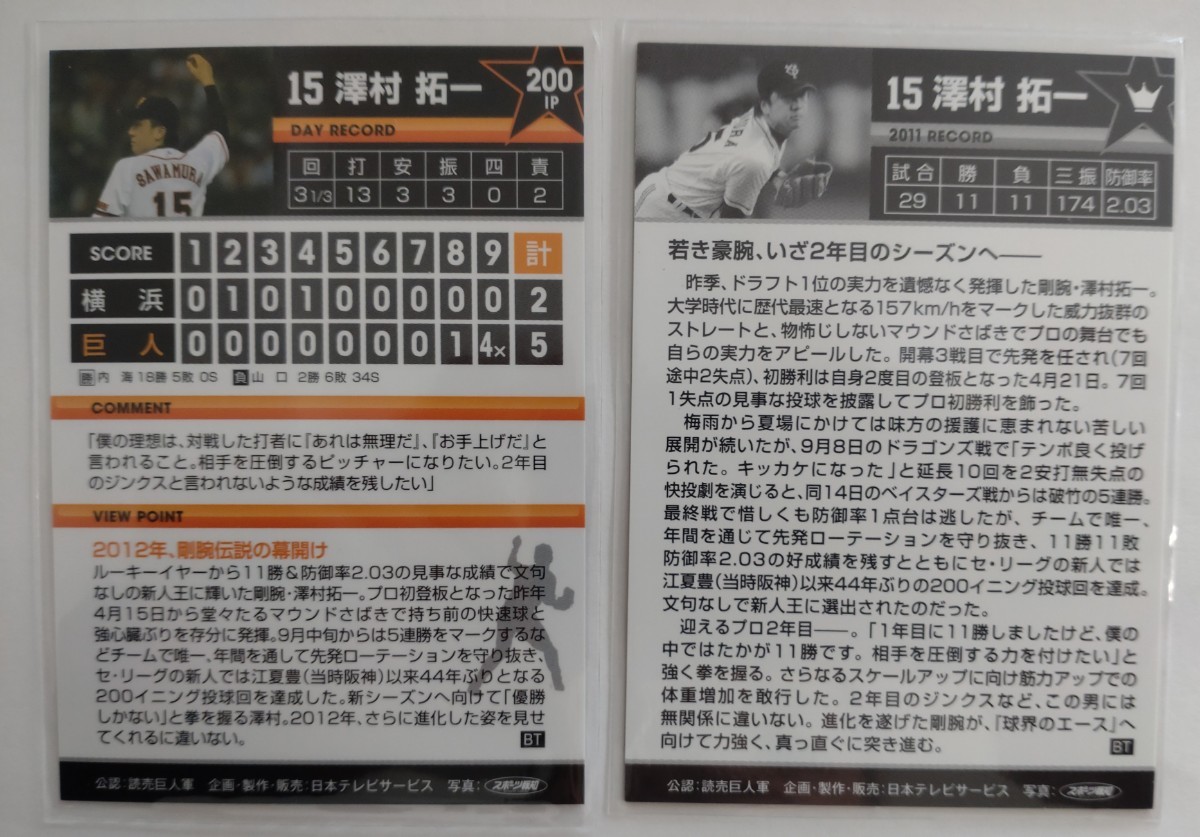 15 澤村 拓一
200
IP
DAY RECORD
回 打 安 振 四 責
3 1/3 13 3 3 0 2
SAWAMURA
15
SCORE 1 2 3 4 5 6 7 8 9 計
横 浜 0 1 0 1 0 0 0 0 0 2
巨 人 0 0 0 0 0 0 0 1 4× 5
勝 内 海 18勝 5敗 0S 負 山 口 2勝 6敗 34S
COMMENT
「僕の理想は、対戦した打者に『あれは無理だ』、『お手上げだ』と
言われること。相手を圧倒するピッチャーになりたい。2年目
のジンクスと言われないような成績を残したい」
VIEW POINT
2012年、剛腕伝説の幕開け
ルーキーイヤーから11勝&防御率2.03の見事な成績で文句
なしの新人王に輝いた剛腕・澤村拓一。プロ初登板となった昨年
4月15日から堂々たるマウンドさばきで持ち前の快速球と
強心臓ぶりを存分に発揮。9月中旬からは5連勝をマークするな
どチームで唯一、年間を通して先発ローテーションを守り抜き、
セ・リーグの新人では江夏豊(当時阪神)以来44年ぶりとなる
200イニング投球回を達成した。新シーズンへ向けて「優勝
しかない」と拳を握る澤村。2012年、さらに進化した姿を見せ
てくれるに違いない。
BT
公認:読売巨人軍 企画・製作・販売:日本テレビサービス 写真:スポーツ報知
15 澤村 拓一
2011 RECORD
試合 勝 負 三振 防御率
29 11 11 174 2.03
若き豪腕、いざ2年目のシーズンへ――
昨季、ドラフト1位の実力を遺憾なく発揮した剛腕・澤村拓一。
大学時代に歴代最速となる157km/hをマークした威力抜群の
ストレートと、物怖じしないマウンドさばきでプロの舞台でも
自らの実力をアピールした。開幕3戦目で先発を任され(7回
途中2失点)、初勝利は自身2度目の登板となった4月21日。7回
1失点の見事な投球を披露してプロ初勝利を飾った。
梅雨から夏場にかけては味方の援護に恵まれない苦しい
展開が続いたが、9月8日のドラゴンズ戦で「テンポ良く投げ
られた。キッカケになった」と延長10回を2安打無失点の
快投劇を演じると、同14日のベイスターズ戦からは破竹の5連勝。
最終戦で惜しくも防御率1点台は逃したが、チームで唯一、
年間を通じて先発ローテーションを守り抜き、11勝11敗
防御率2.03の好成績を残すとともにセ・リーグの新人では
江夏豊(当時阪神)以来44年ぶりの200イニング投球回を達成。
文句なしで新人王に選出されたのだった。
迎えるプロ2年目――。「1年目に11勝しましたけど、僕の
中ではたかが11勝です。相手を圧倒する力を付けたい」と
強く拳を握る。さらなるスケールアップに向け筋力アップでの
体重増加を敢行した。2年目のジンクスなど、この男には
無関係に違いない。進化を遂げた剛腕が、『球界のエース』へ
向けて力強く、真っ直ぐに突き進む。
BT
公認:読売巨人軍 企画・製作・販売:日本テレビサービス 写真:スポーツ報知